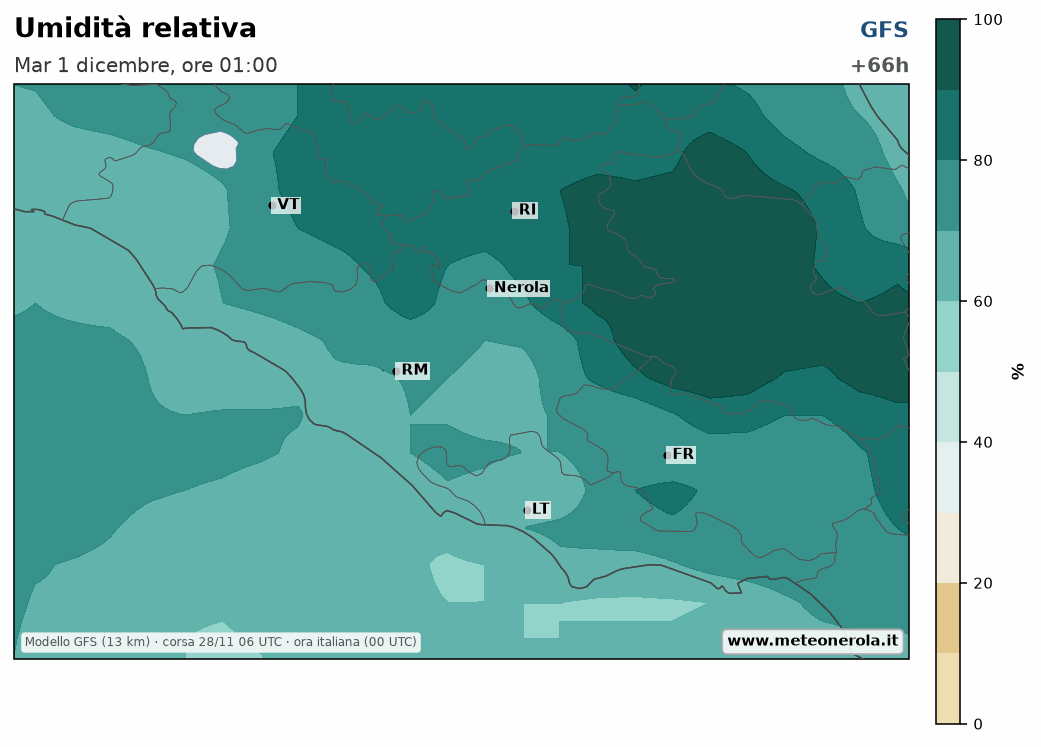 Umidità relativa
GFS
Mar 1 dicembre, ore 01:00
+66h
VT
RI
Nerola
RM
FR
LT
Modello GFS (13 km) · corsa 28/11 06 UTC · ora italiana (00 UTC)
www.meteonerola.it
100
80
60
40
20
0
%